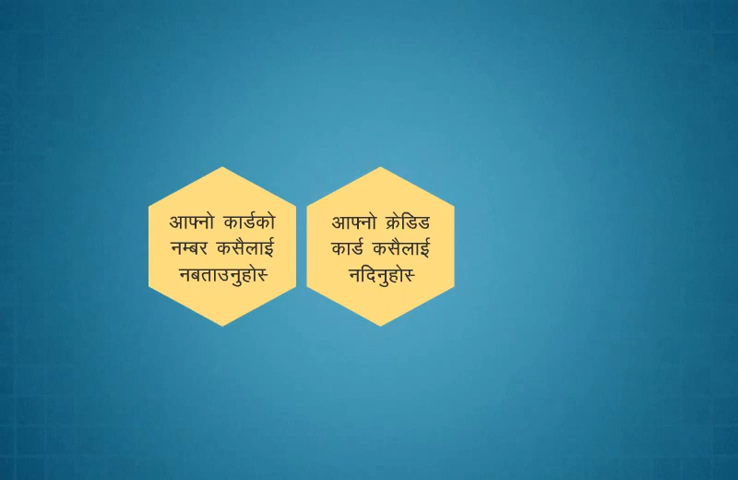 आफ्नो कार्डको
नम्बर कसैलाई
नबताउनुहोस्
आफ्नो क्रेडिड
कार्ड कसैलाई
नदिनुहोस्